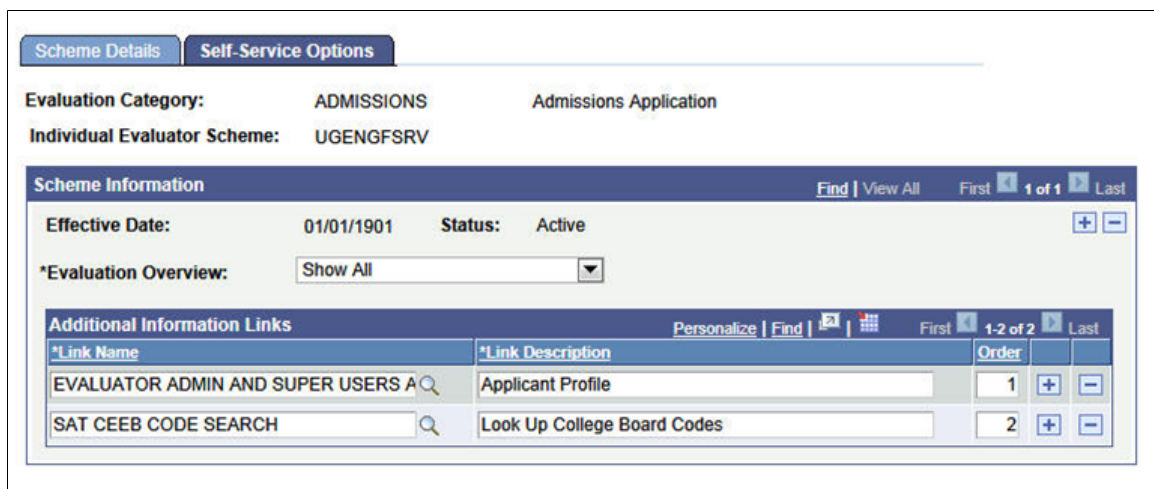 Scheme Details Self-Service Options
Evaluation Category: ADMISSIONS Admissions Application
Individual Evaluator Scheme: UGENGFSRV
Scheme Information Find | View All First 1 of 1 Last
Effective Date: 01/01/1901 Status: Active
*Evaluation Overview: Show All
Additional Information Links Personalize | Find | | First 1-2 of 2 Last
*Link Name *Link Description Order
EVALUATOR ADMIN AND SUPER USERS A Applicant Profile 1
SAT CEEB CODE SEARCH Look Up College Board Codes 2